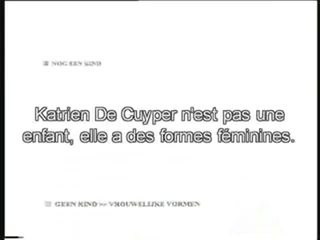 NOG EEN KIND
Katrien De Cuyper n'est pas une
enfant, elle a des formes féminines.
GEEN KIND VROUWELIJKE VORMEN